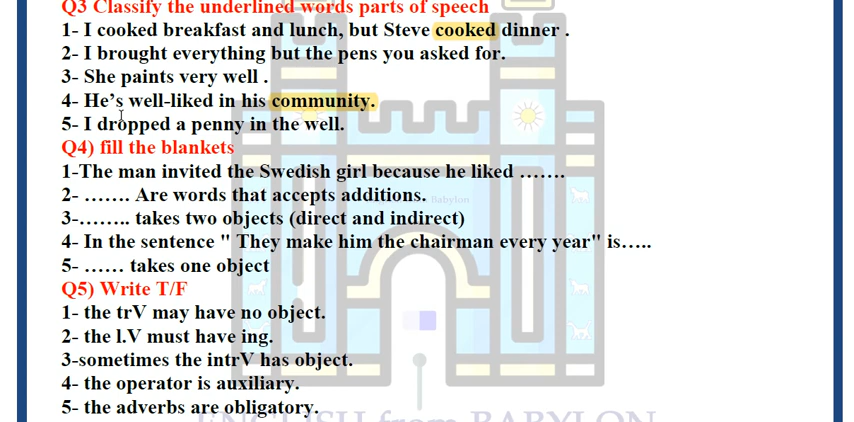 Q3 Classify the underlined words parts of speech
1- I cooked breakfast and lunch, but Steve cooked dinner .
2- I brought everything but the pens you asked for.
3- She paints very well .
4- He's well-liked in his community.
5- I dropped a penny in the well.
Q4) fill the blankets
1-The man invited the Swedish girl because he liked …….
2- ……. Are words that accepts additions.
3-…….. takes two objects (direct and indirect)
4- In the sentence " They make him the chairman every year" is…..
5- …… takes one object
Q5) Write T/F
1- the trV may have no object.
2- the l.V must have ing.
3-sometimes the intrV has object.
4- the operator is auxiliary.
5- the adverbs are obligatory.
ENGLISH from BABYLON